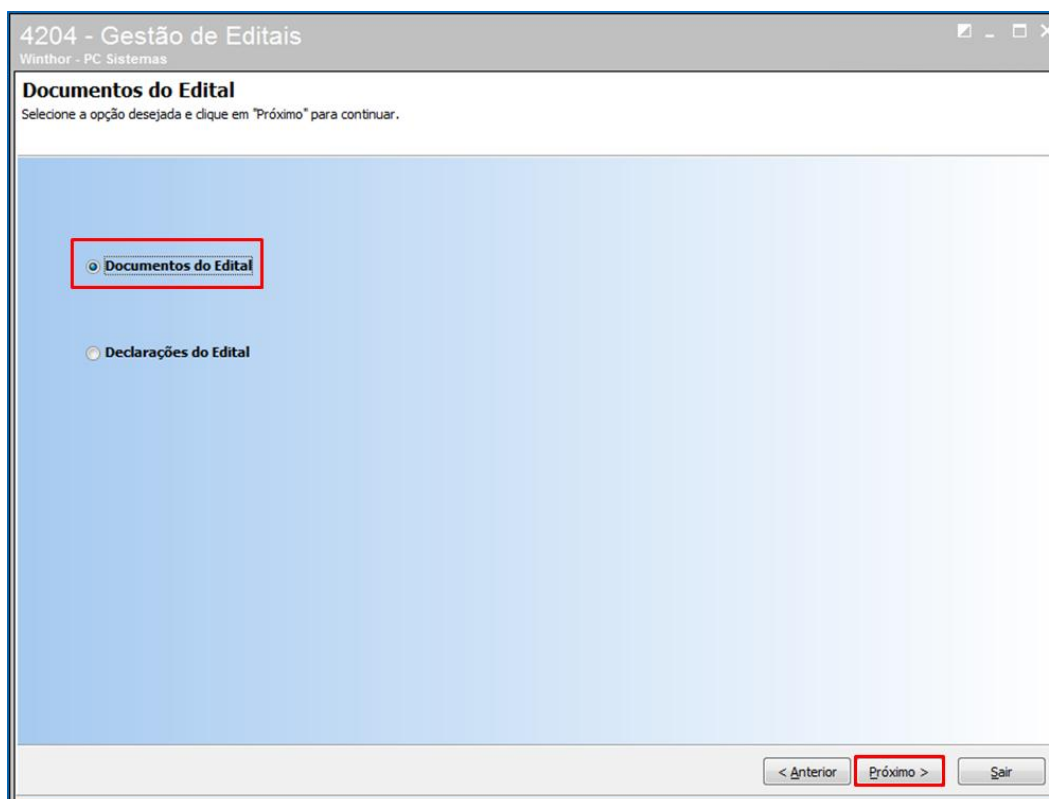 4204 - Gestão de Editais
Winthor - PC Sistemas
Documentos do Edital
Selecione a opção desejada e clique em "Próximo" para continuar.
Documentos do Edital
Declarações do Edital
< Anterior Próximo > Sair